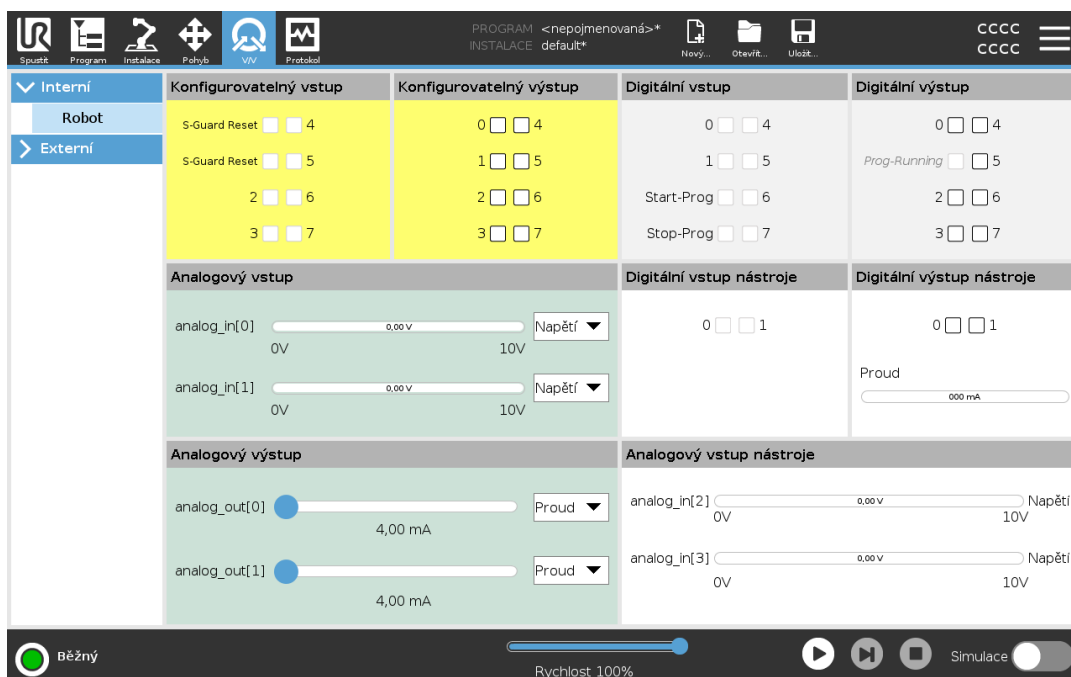 UR
PROGRAM <nepojmenovaná>*
INSTALACE default*
CCCC
CCCC
Spustit Program Instalace Pohyb V/V Protokol
Nový... Otevřít... Uložit...
Interní
Robot
Externí
Konfigurovatelný vstup
S-Guard Reset 4
S-Guard Reset 5
2 6
3 7
Konfigurovatelný výstup
0 4
1 5
2 6
3 7
Digitální vstup
0 4
1 5
Start-Prog 6
Stop-Prog 7
Digitální výstup
0 4
Prog-Running 5
2 6
3 7
Analogový vstup
analog_in[0] 0,00 V Napětí
0V 10V
analog_in[1] 0,00 V Napětí
0V 10V
Digitální vstup nástroje
0 1
Digitální výstup nástroje
0 1
Proud
000 mA
Analogový výstup
analog_out[0] Proud
4,00 mA
analog_out[1] Proud
4,00 mA
Analogový vstup nástroje
analog_in[2] 0,00 V Napětí
0V 10V
analog_in[3] 0,00 V Napětí
0V 10V
Běžný
Rychlost 100%
Simulace